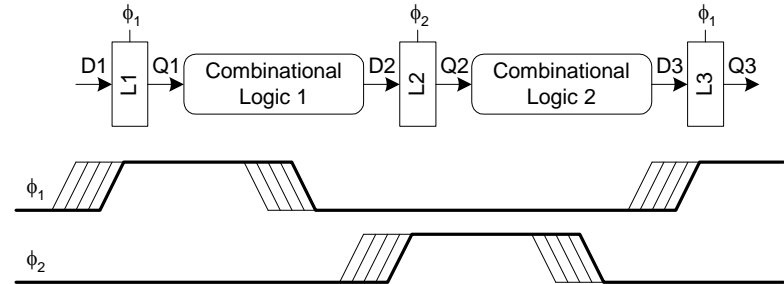 ϕ1 ϕ2 ϕ1
D1 L1 Q1 Combinational Logic 1 D2 L2 Q2 Combinational Logic 2 D3 L3 Q3
ϕ1
ϕ2